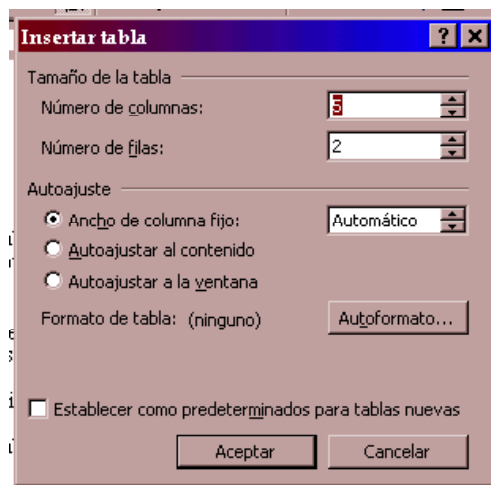 Insertar tabla
Tamaño de la tabla
Número de columnas: 5
Número de filas: 2
Autoajuste
Ancho de columna fijo: Automático
Autoajustar al contenido
Autoajustar a la ventana
Formato de tabla: (ninguno) Autoformato...
Establecer como predeterminados para tablas nuevas
Aceptar Cancelar